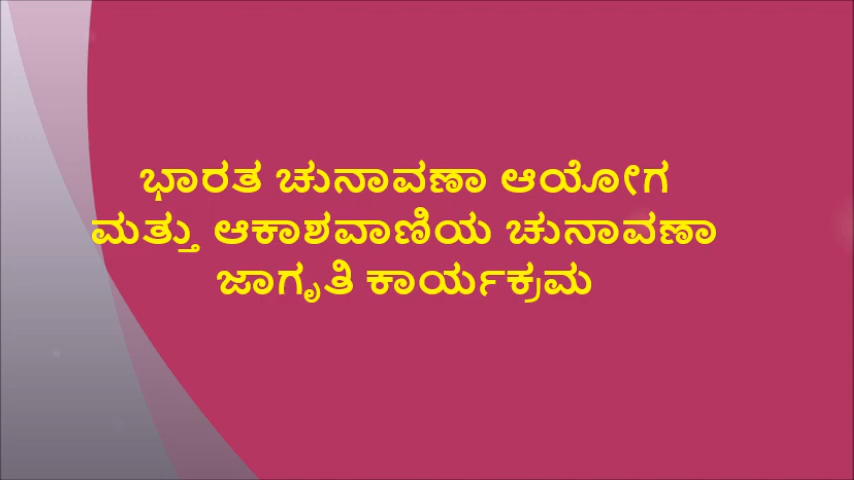 ಭಾರತ ಚುನಾವಣಾ ಆಯೋಗ
ಮತ್ತು ಆಕಾಶವಾಣಿಯ ಚುನಾವಣಾ
ಜಾಗೃತಿ ಕಾರ್ಯಕ್ರಮ